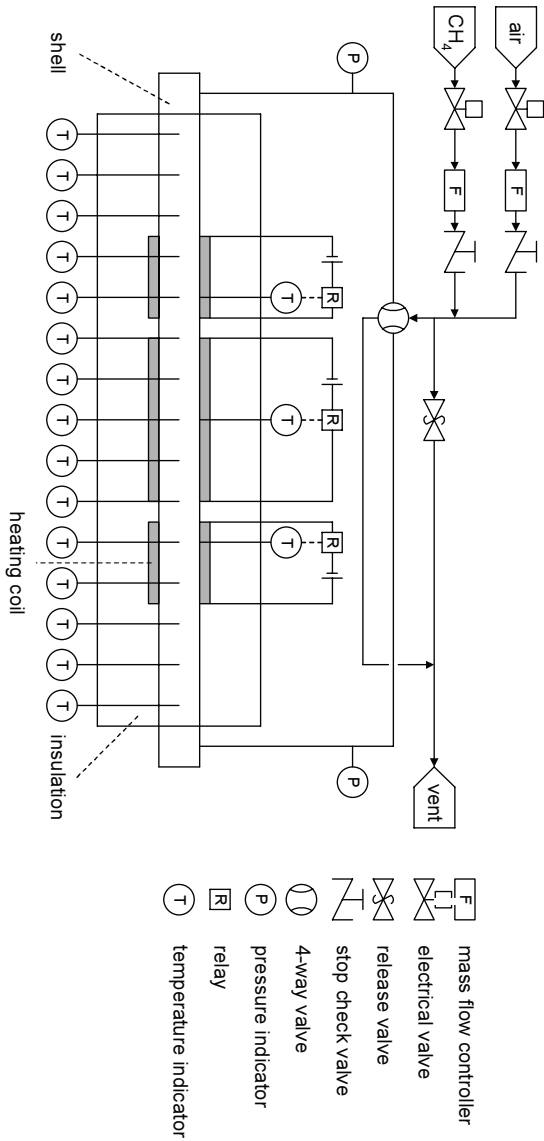 air
F
vent
CH4
F
P
P
R
R
R
T
T
T
T T T T T T T T T T T T T T T
shell
heating coil
insulation
F mass flow controller
electrical valve
release valve
stop check valve
4-way valve
P pressure indicator
R relay
T temperature indicator